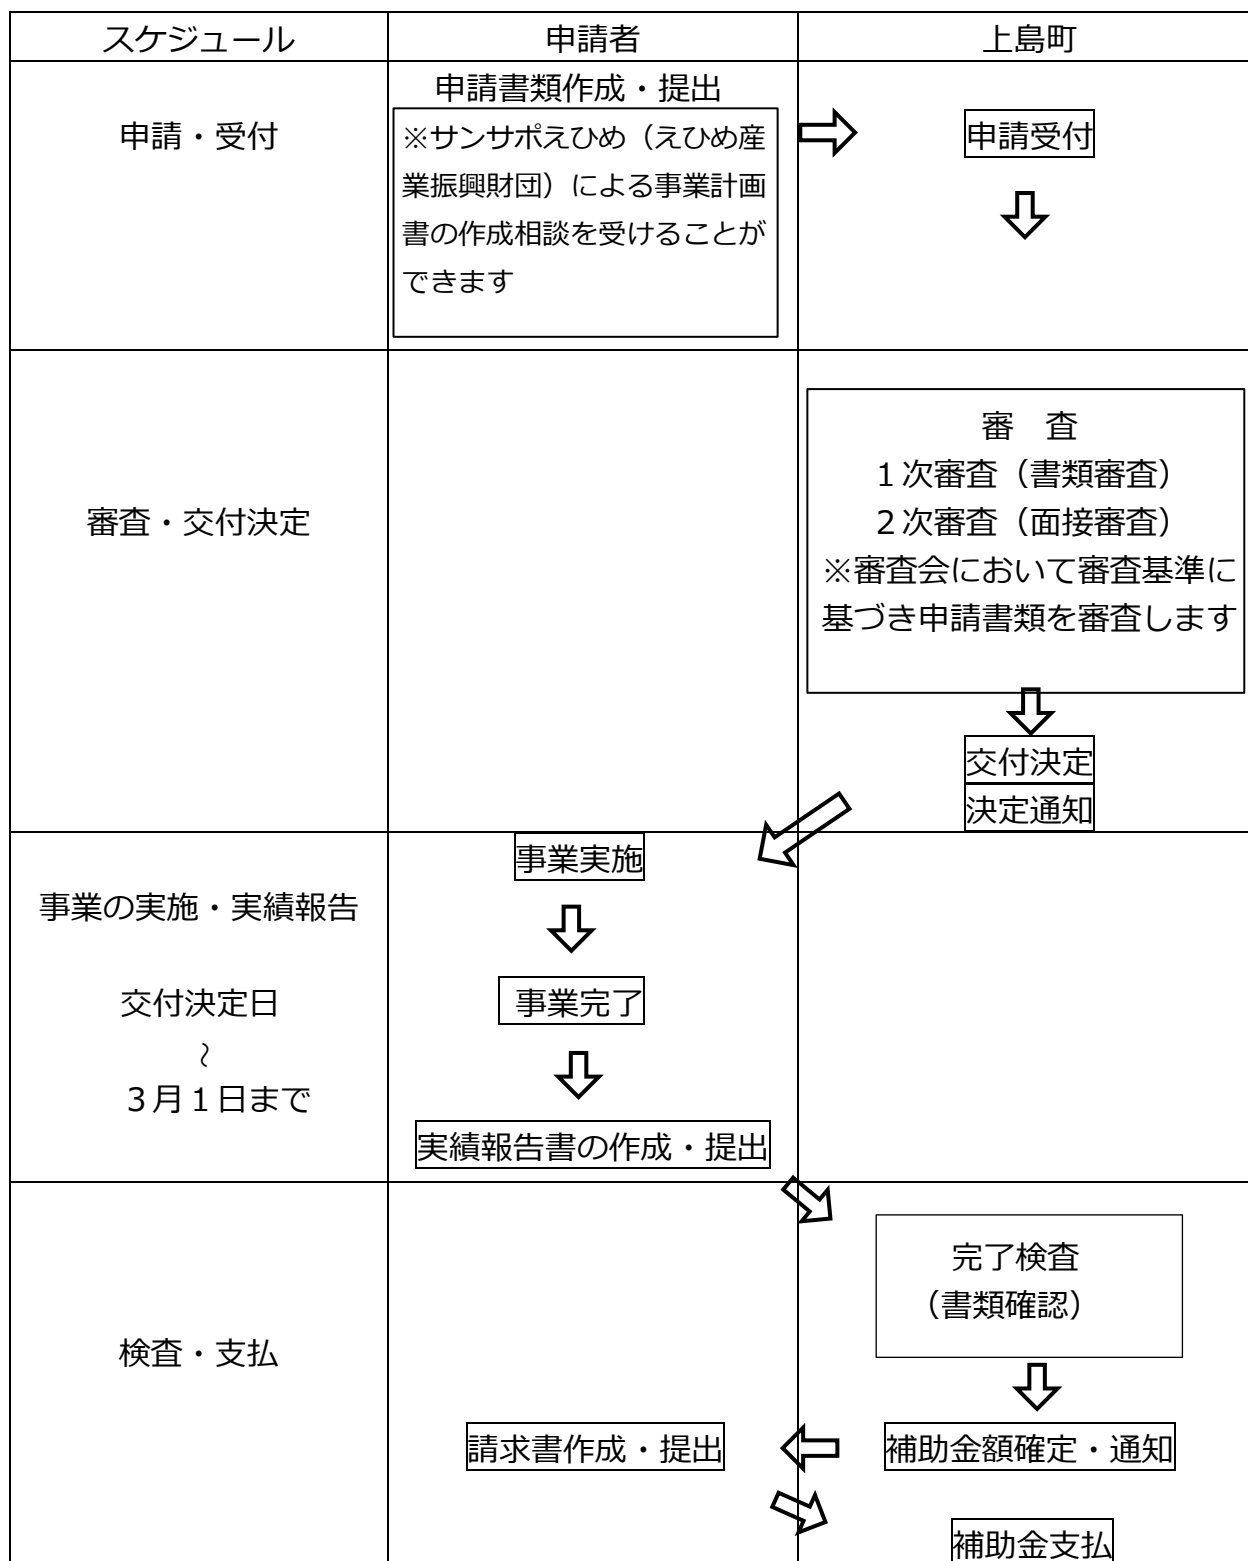 スケジュール
申請者
上島町
申請・受付
申請書類作成・提出
※サンサポえひめ（えひめ産
業振興財団）による事業計画
書の作成相談を受けることが
できます
申請受付
審査・交付決定
審　査
１次審査（書類審査）
２次審査（面接審査）
※審査会において審査基準に
基づき申請書類を審査します
交付決定
決定通知
事業の実施・実績報告
交付決定日
～
３月１日まで
事業実施
事業完了
実績報告書の作成・提出
検査・支払
完了検査
（書類確認）
補助金額確定・通知
請求書作成・提出
補助金支払